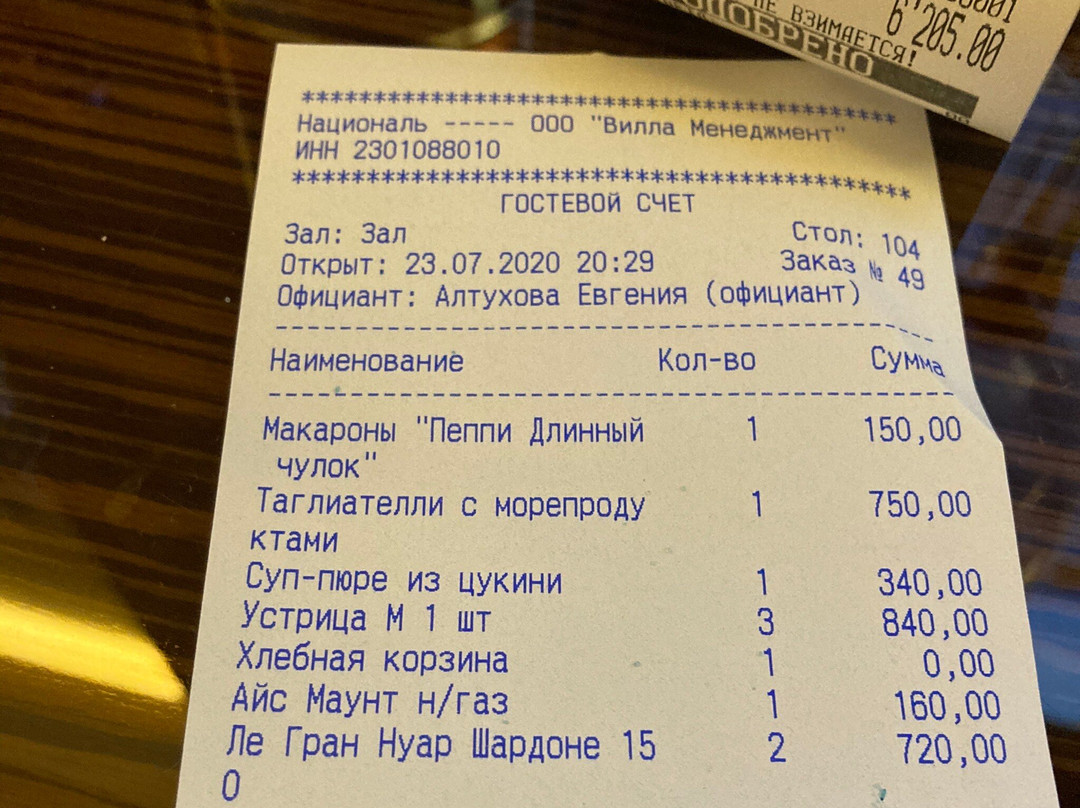 0001
6'205.00
НЕ ВЗИМАЕТСЯ!
ОДОБРЕНО
******************************************
Националь ----- ООО "Вилла Менеджмент"
ИНН 2301088010
******************************************
ГОСТЕВОЙ СЧЕТ
Зал: Зал Стол: 104
Открыт: 23.07.2020 20:29 Заказ № 49
Официант: Алтухова Евгения (официант)
Наименование Кол-во Сумма
Макароны "Пеппи Длинный 1 150,00
чулок"
Таглиателли с морепроду 1 750,00
ктами
Суп-пюре из цукини 1 340,00
Устрица М 1 шт 3 840,00
Хлебная корзина 1 0,00
Айс Маунт н/газ 1 160,00
Ле Гран Нуар Шардоне 15 2 720,00
0